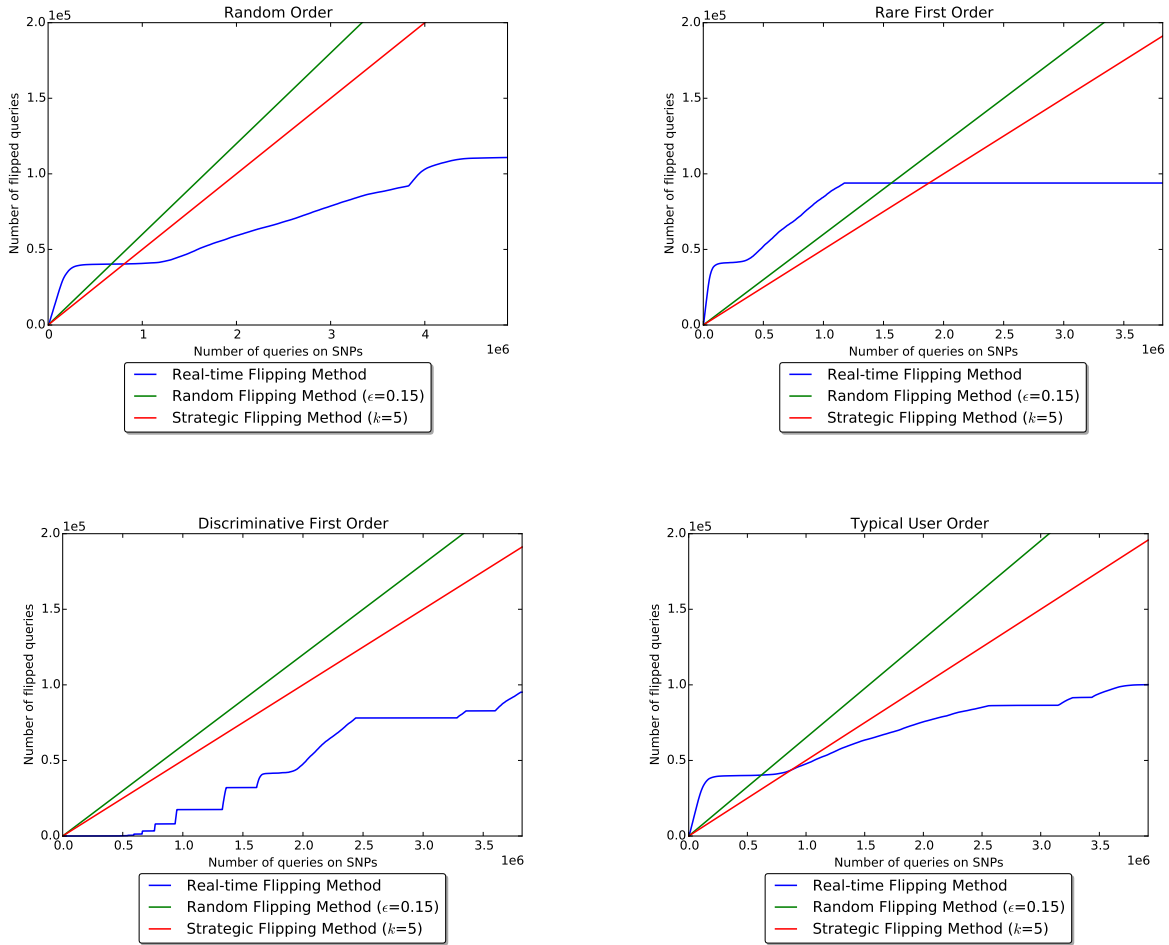 Random Order
1e5
2.0
1.5
1.0
0.5
0.0
Number of flipped queries
0 1 2 3 4
1e6
Number of queries on SNPs
Real-time Flipping Method
Random Flipping Method (ϵ=0.15)
Strategic Flipping Method (k=5)
Rare First Order
1e5
2.0
1.5
1.0
0.5
0.0
Number of flipped queries
0.0 0.5 1.0 1.5 2.0 2.5 3.0 3.5
1e6
Number of queries on SNPs
Real-time Flipping Method
Random Flipping Method (ϵ=0.15)
Strategic Flipping Method (k=5)
Discriminative First Order
1e5
2.0
1.5
1.0
0.5
0.0
Number of flipped queries
0.0 0.5 1.0 1.5 2.0 2.5 3.0 3.5
1e6
Number of queries on SNPs
Real-time Flipping Method
Random Flipping Method (ϵ=0.15)
Strategic Flipping Method (k=5)
Typical User Order
1e5
2.0
1.5
1.0
0.5
0.0
Number of flipped queries
0.0 0.5 1.0 1.5 2.0 2.5 3.0 3.5
1e6
Number of queries on SNPs
Real-time Flipping Method
Random Flipping Method (ϵ=0.15)
Strategic Flipping Method (k=5)